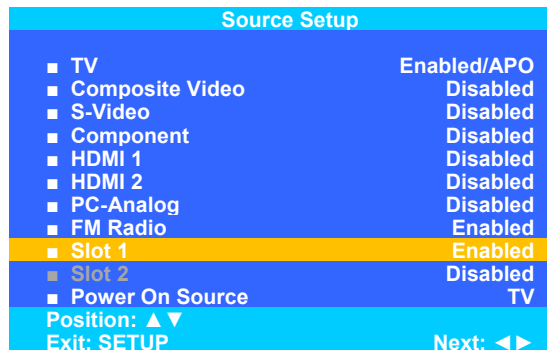 Source Setup
■ TV Enabled/APO
■ Composite Video Disabled
■ S-Video Disabled
■ Component Disabled
■ HDMI 1 Disabled
■ HDMI 2 Disabled
■ PC-Analog Disabled
■ FM Radio Enabled
■ Slot 1 Enabled
■ Slot 2 Disabled
■ Power On Source TV
Position: ▲▼
Exit: SETUP Next: ◄►